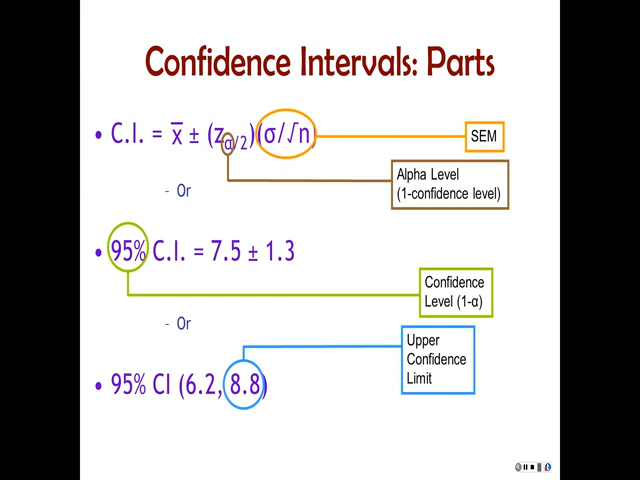 Confidence Intervals: Parts
• C.I. = x̅ ± (zα/2)(σ/√n)
SEM
Alpha Level
(1-confidence level)
- Or
• 95% C.I. = 7.5 ± 1.3
Confidence
Level (1-α)
- Or
Upper
Confidence
Limit
• 95% CI (6.2, 8.8)